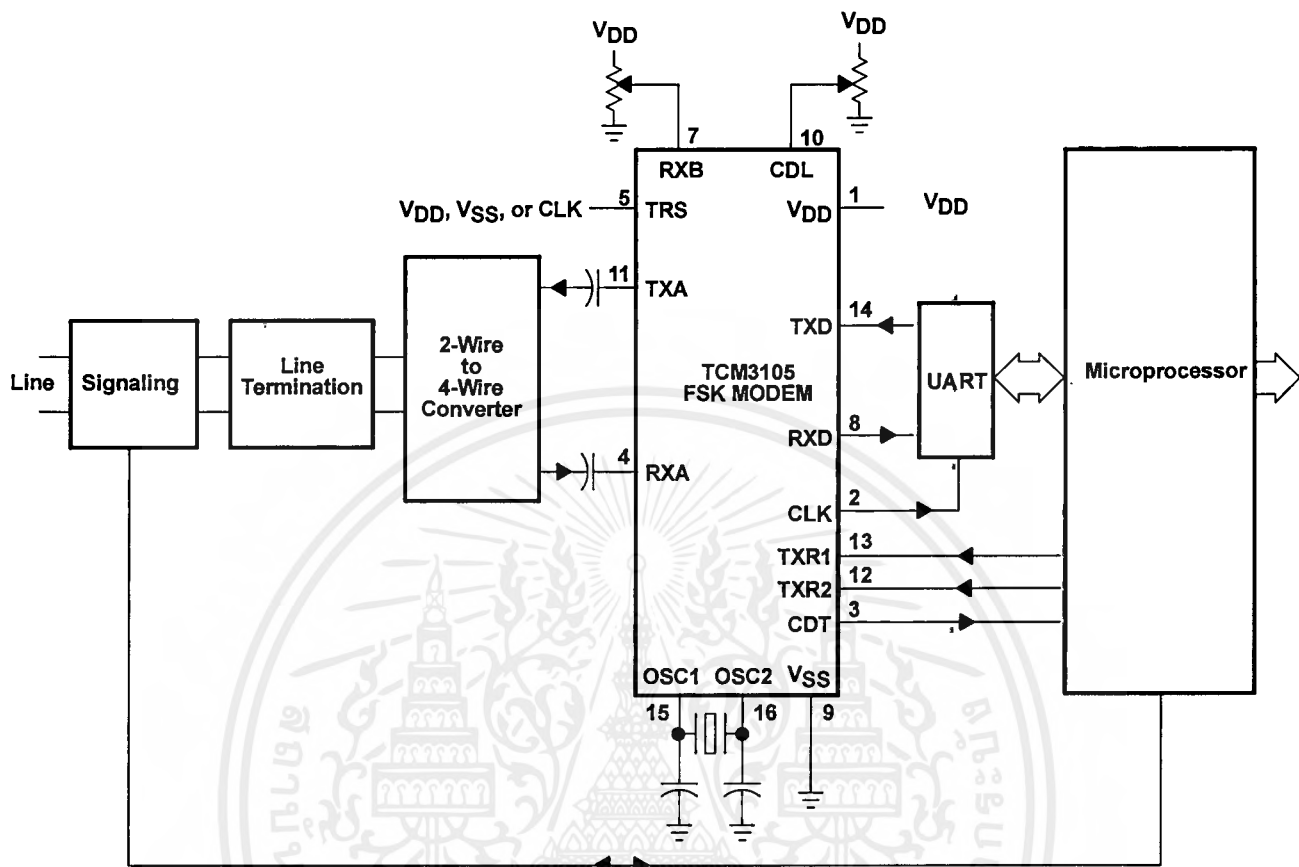 VDD
VDD
7
10
RXB
CDL
VDD, VSS, or CLK
5
TRS
VDD
1
VDD
11
TXA
TXD
14
Line
Signaling
Line
Termination
2-Wire
to
4-Wire
Converter
TCM3105
FSK MODEM
UART
Microprocessor
RXD
8
4
RXA
CLK
2
TXR1
13
TXR2
12
CDT
3
OSC1
OSC2
VSS
15
16
9